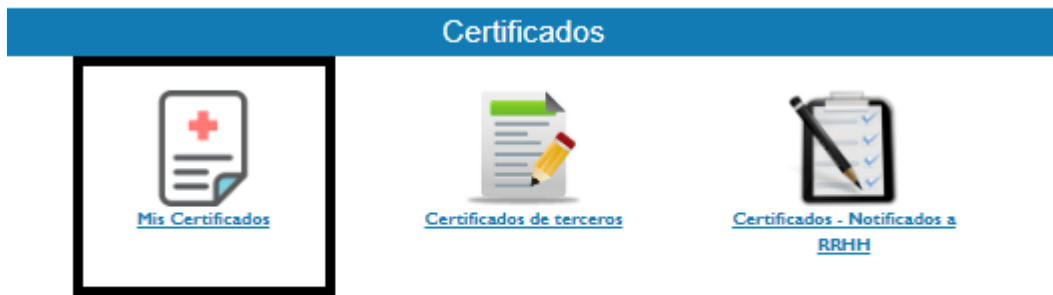 Certificados
Mis Certificados
Certificados de terceros
Certificados - Notificados a
RRHH